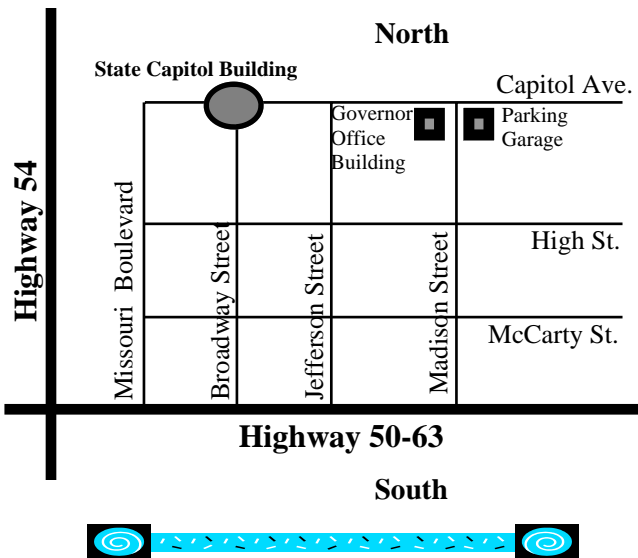 North
State Capitol Building
Capitol Ave.
Governor
Office
Building
Parking
Garage
Highway 54
Missouri Boulevard
Broadway Street
Jefferson Street
Madison Street
High St.
McCarty St.
Highway 50-63
South